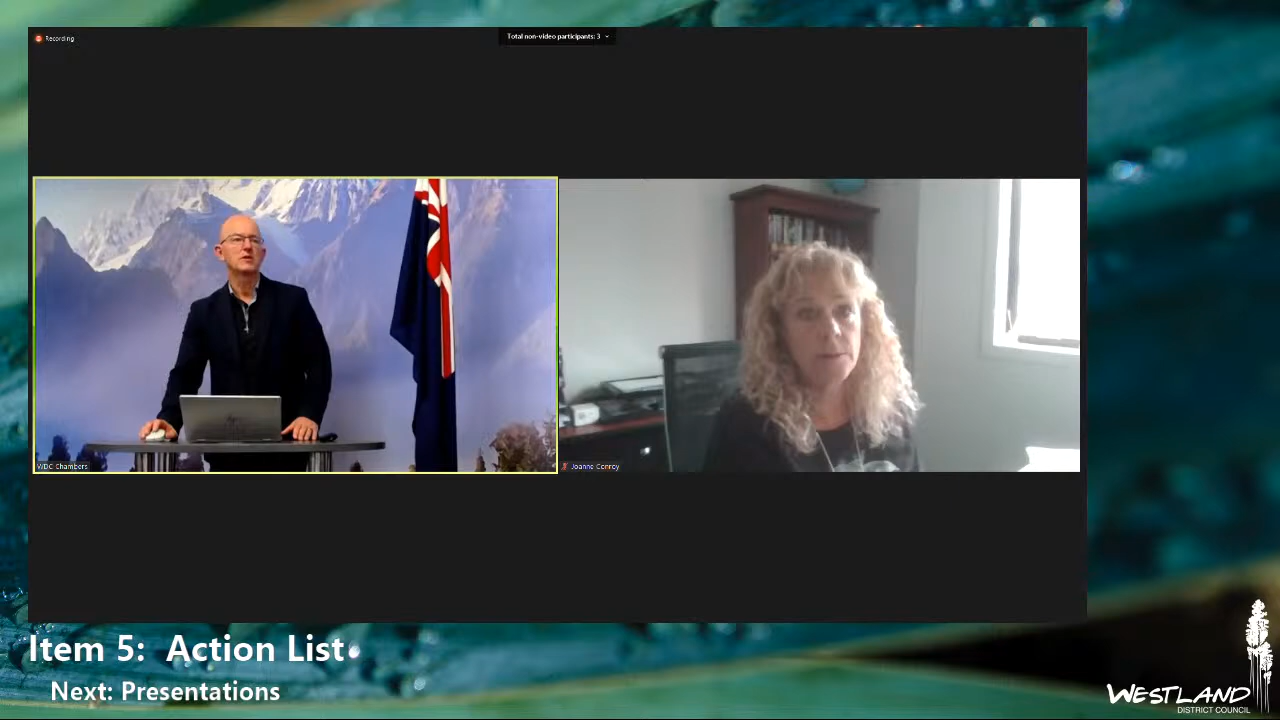 Recording
Total non-video participants: 3
WDC Chambers
Joanne Conroy
Item 5: Action List
Next: Presentations
WESTLAND
DISTRICT COUNCIL